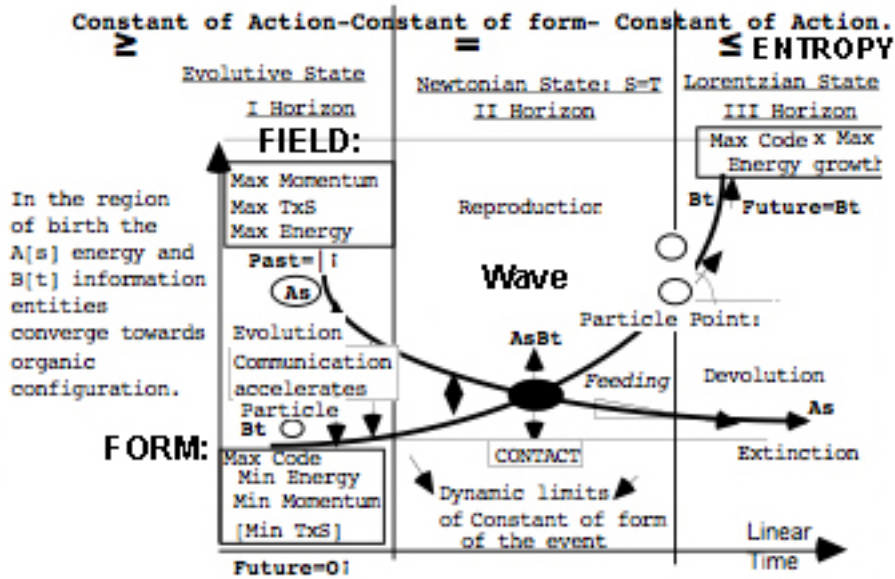 Constant of Action-Constant of form- Constant of Action.
≥ = ≤ ENTROPY
Evolutive State
I Horizon
Newtonian State: S=T
II Horizon
Lorentzian State
III Horizon
FIELD:
Max Momentum
Max TxS
Max Energy
Past=
As
In the region
of birth the
A[s] energy and
B[t] information
entities
converge towards
organic
configuration.
Evolution
Communication
accelerates
Particle
Bt
FORM:
Max Code
Min Energy
Min Momentum
[Min TxS]
Future=0
Reproduction
Wave
AsBt
CONTACT
Dynamic limits
of Constant of form
of the event
Max Code x Max
Energy growth
Bt
Future=Bt
Particle Point:
Feeding
Devolution
As
Extinction
Linear
Time